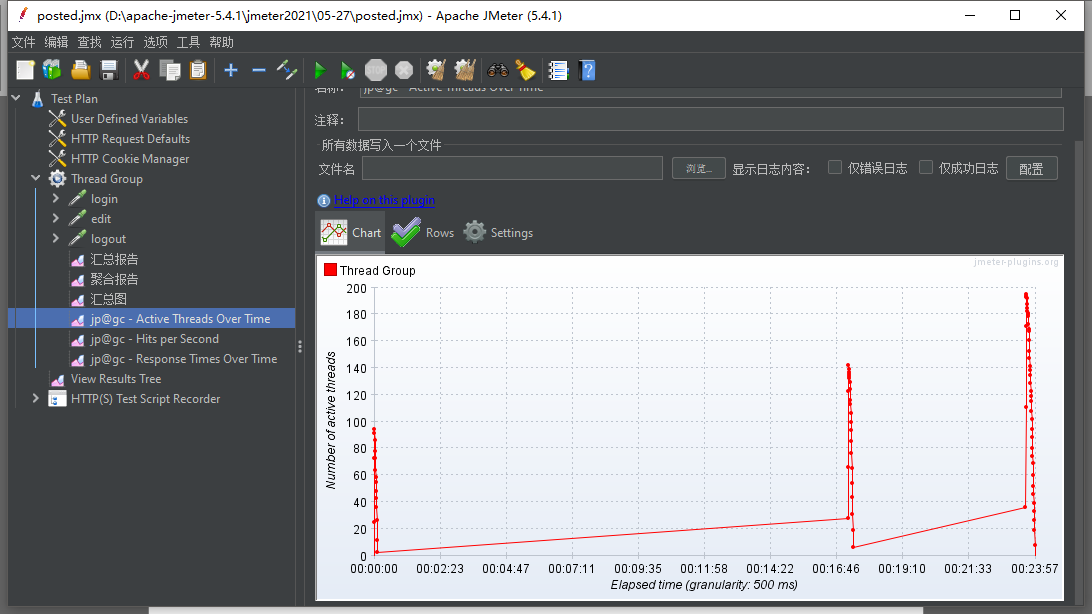 posted.jmx (D:\apache-jmeter-5.4.1\jmeter2021\05-27\posted.jmx) - Apache JMeter (5.4.1)
文件 编辑 查找 运行 选项 工具 帮助
Test Plan
User Defined Variables
HTTP Request Defaults
HTTP Cookie Manager
Thread Group
login
edit
logout
汇总报告
聚合报告
汇总图
jp@gc - Active Threads Over Time
jp@gc - Hits per Second
jp@gc - Response Times Over Time
View Results Tree
HTTP(S) Test Script Recorder
名称: jp@gc - Active Threads Over Time
注释:
所有数据写入一个文件
文件名 浏览... 显示日志内容: 仅错误日志 仅成功日志 配置
Help on this plugin
Chart Rows Settings
jmeter-plugins.org
Thread Group
200
180
160
140
120
100
80
60
40
20
0
Number of active threads
00:00:00 00:02:23 00:04:47 00:07:11 00:09:35 00:11:58 00:14:22 00:16:46 00:19:10 00:21:33 00:23:57
Elapsed time (granularity: 500 ms)